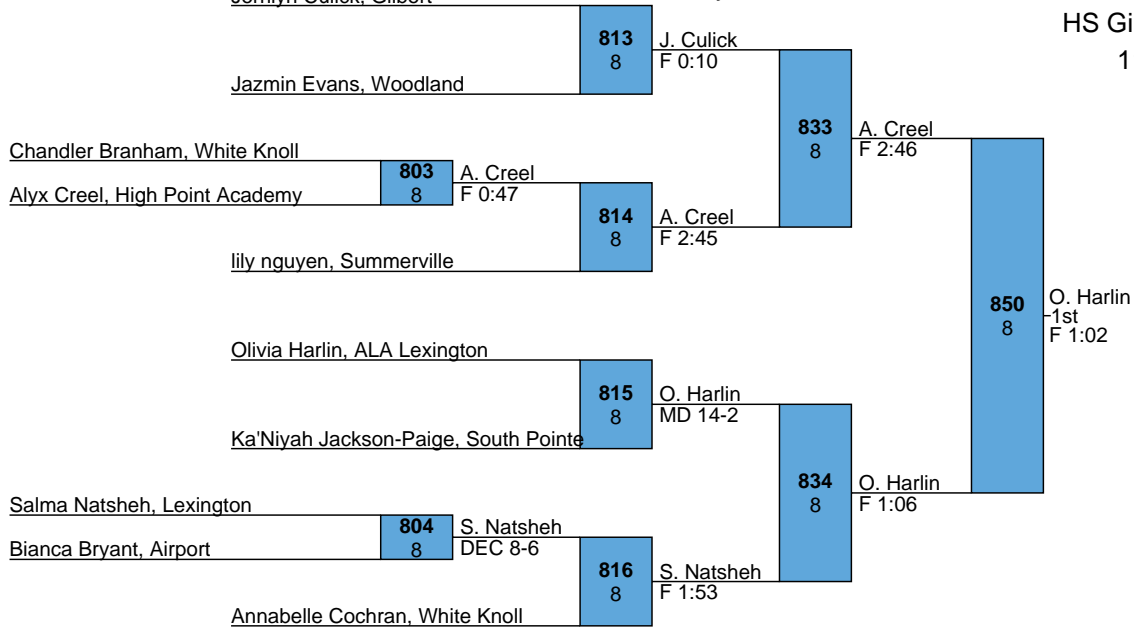 HS Gi
1
813
8
J. Culick
F 0:10
Jazmin Evans, Woodland
833
8
A. Creel
F 2:46
Chandler Branham, White Knoll
803
8
A. Creel
F 0:47
Alyx Creel, High Point Academy
814
8
A. Creel
F 2:45
lily nguyen, Summerville
850
8
O. Harlin
1st
F 1:02
Olivia Harlin, ALA Lexington
815
8
O. Harlin
MD 14-2
Ka'Niyah Jackson-Paige, South Pointe
834
8
O. Harlin
F 1:06
Salma Natsheh, Lexington
804
8
S. Natsheh
DEC 8-6
Bianca Bryant, Airport
816
8
S. Natsheh
F 1:53
Annabelle Cochran, White Knoll